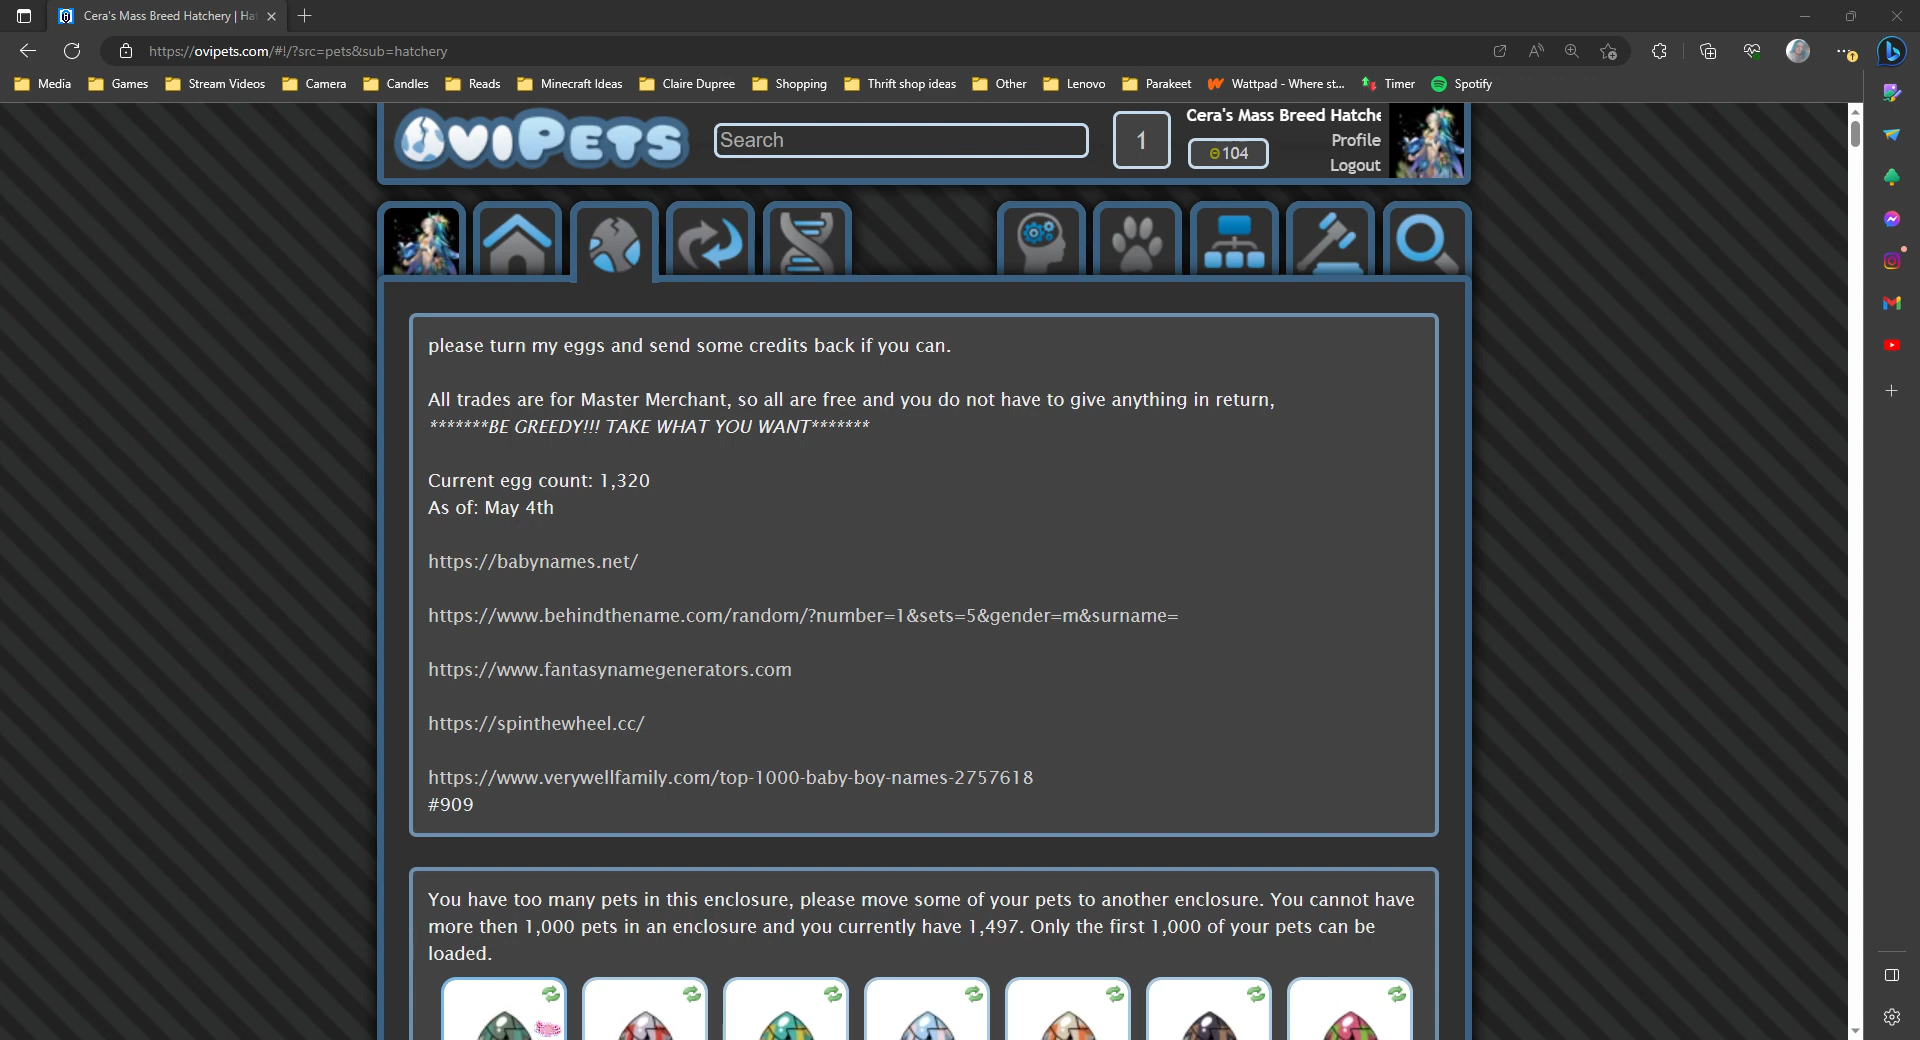 Cera's Mass Breed Hatchery | Ha
https://ovipets.com/#!/?src=pets&sub=hatchery
Media
Games
Stream Videos
Camera
Candles
Reads
Minecraft Ideas
Claire Dupree
Shopping
Thrift shop ideas
Other
Lenovo
Parakeet
Wattpad - Where st...
Timer
Spotify
OviPets
Search
1
Cera's Mass Breed Hatche
104
Profile
Logout
please turn my eggs and send some credits back if you can.
All trades are for Master Merchant, so all are free and you do not have to give anything in return,
*******BE GREEDY!!! TAKE WHAT YOU WANT*******
Current egg count: 1,320
As of: May 4th
https://babynames.net/
https://www.behindthename.com/random/?number=1&sets=5&gender=m&surname=
https://www.fantasynamegenerators.com
https://spinthewheel.cc/
https://www.verywellfamily.com/top-1000-baby-boy-names-2757618
#909
You have too many pets in this enclosure, please move some of your pets to another enclosure. You cannot have
more then 1,000 pets in an enclosure and you currently have 1,497. Only the first 1,000 of your pets can be
loaded.